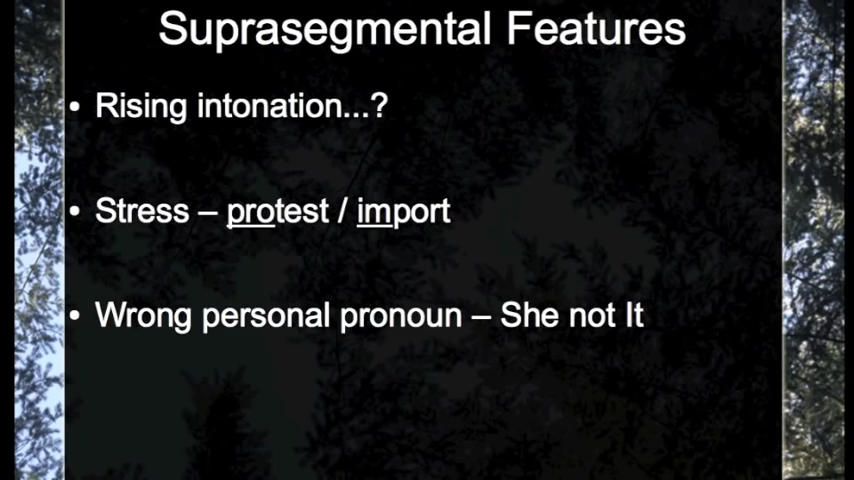 Suprasegmental Features
• Rising intonation...?
• Stress – protest / import
• Wrong personal pronoun – She not It